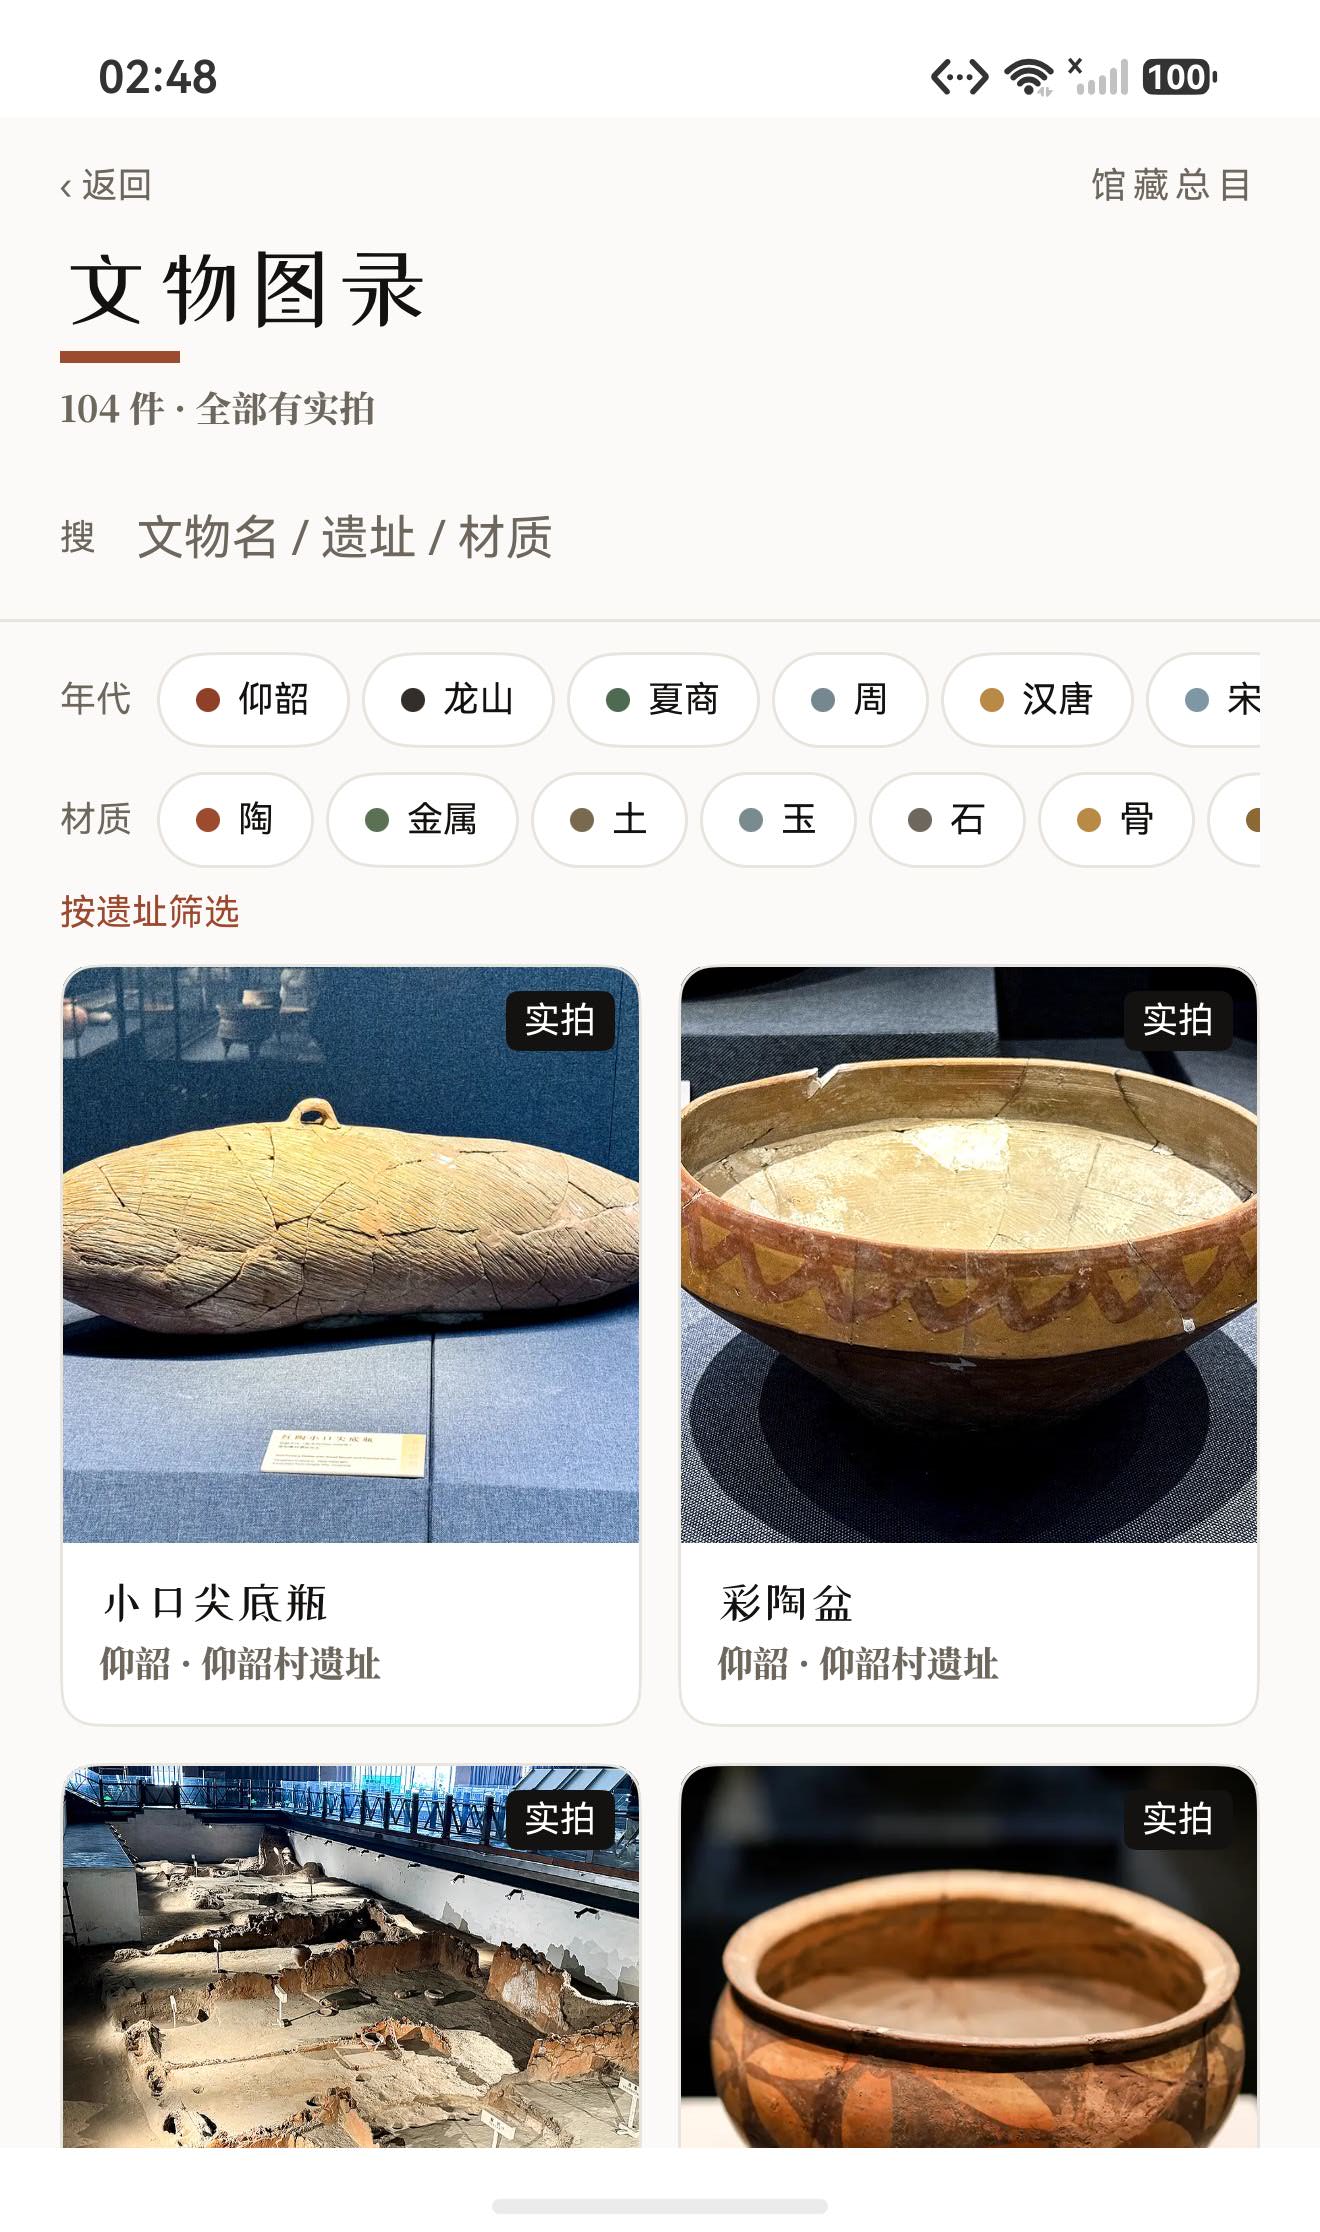 02:48
100
‹ 返回
馆藏总目
文物图录
104 件 · 全部有实拍
搜 文物名 / 遗址 / 材质
年代 仰韶 龙山 夏商 周 汉唐 宋
材质 陶 金属 土 玉 石 骨
按遗址筛选
实拍
实拍
小口尖底瓶
彩陶盆
仰韶 · 仰韶村遗址
仰韶 · 仰韶村遗址
实拍
实拍